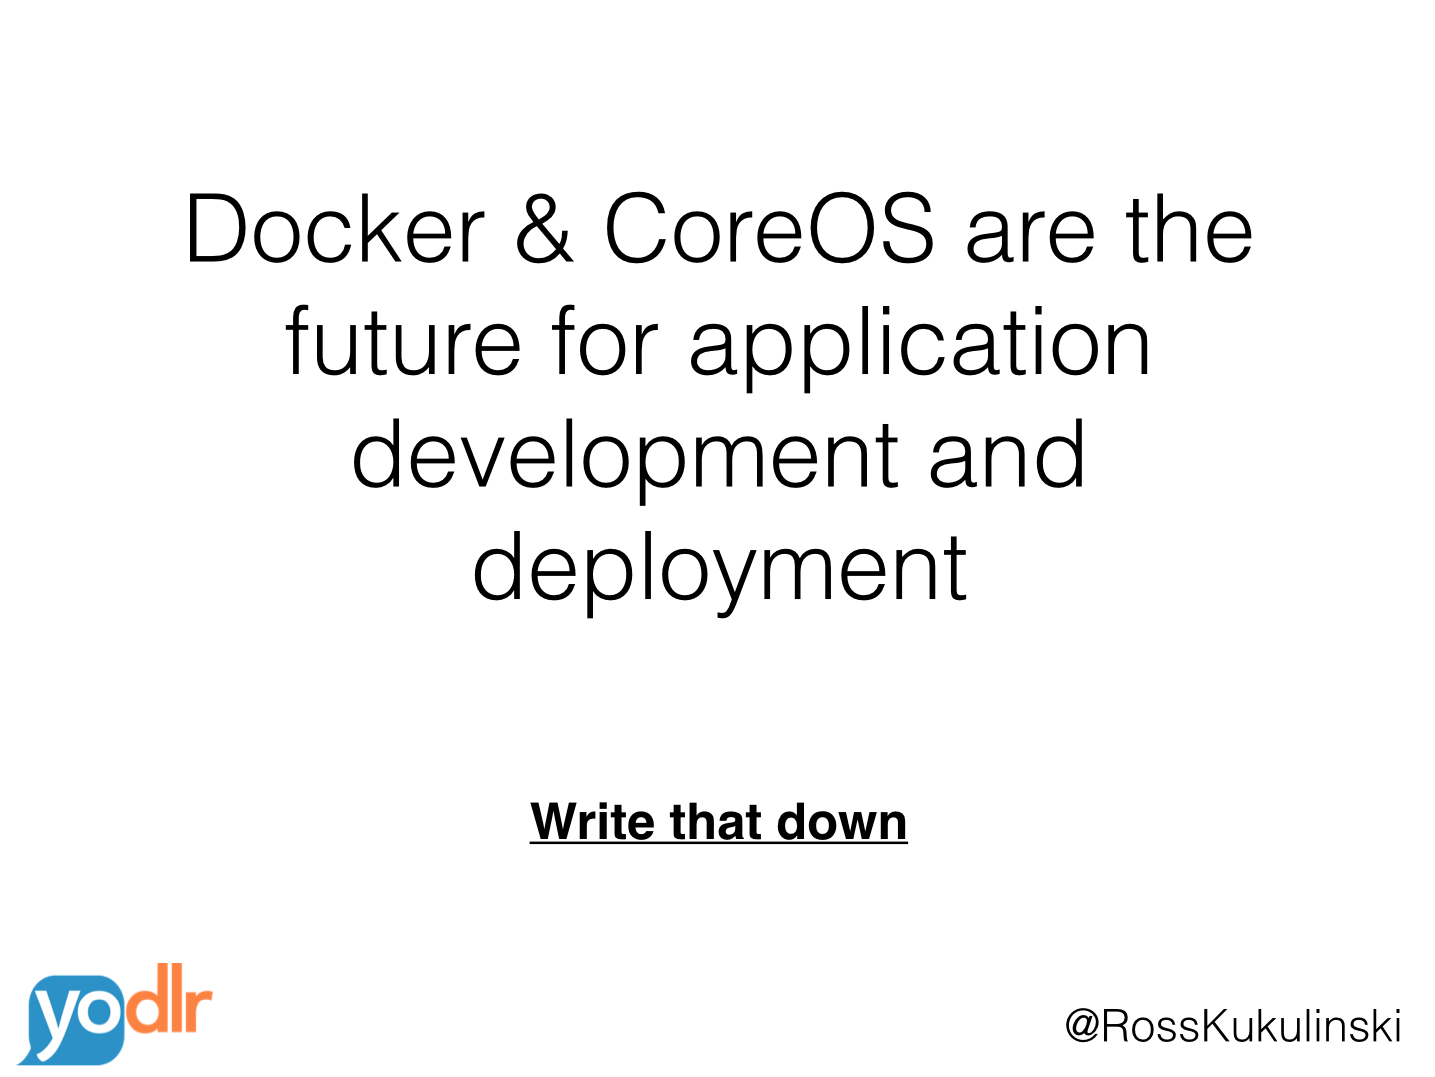 Docker & CoreOS are the
future for application
development and
deployment
Write that down
yodlr
@RossKukulinski